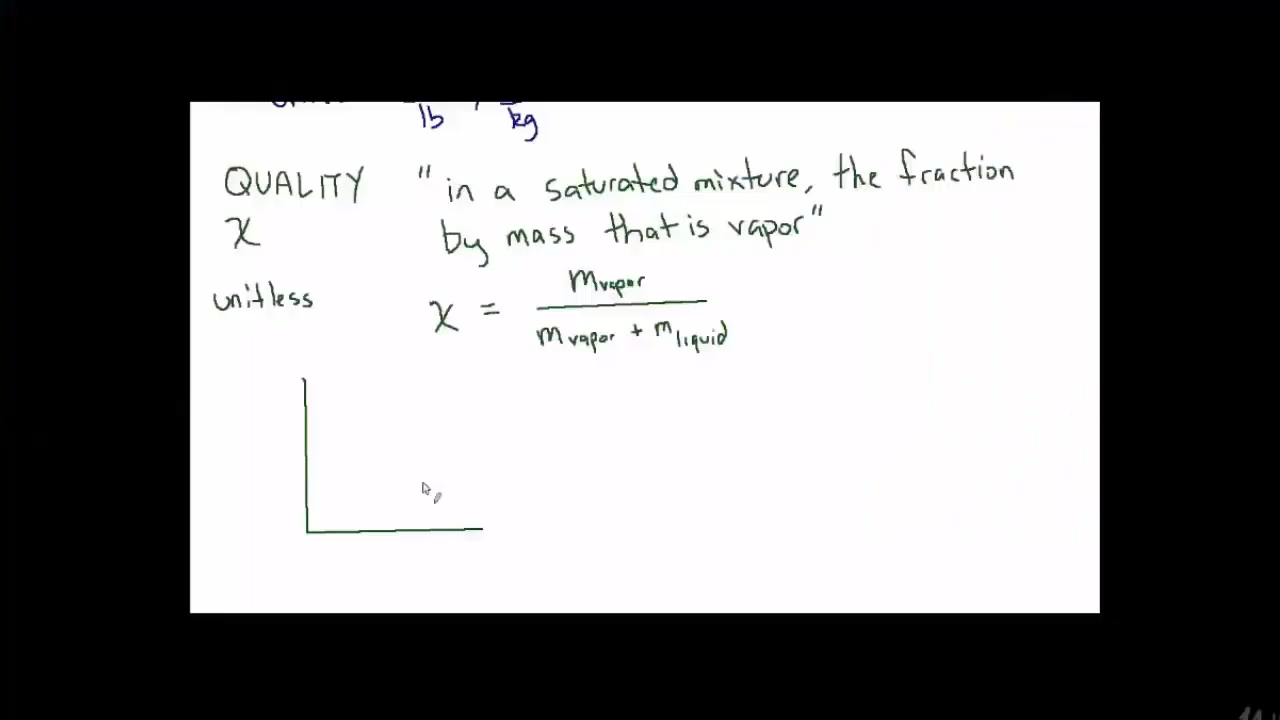 lb , kg
QUALITY "in a saturated mixture, the fraction
x by mass that is vapor"
unitless x = mvapor / mvapor + mliquid